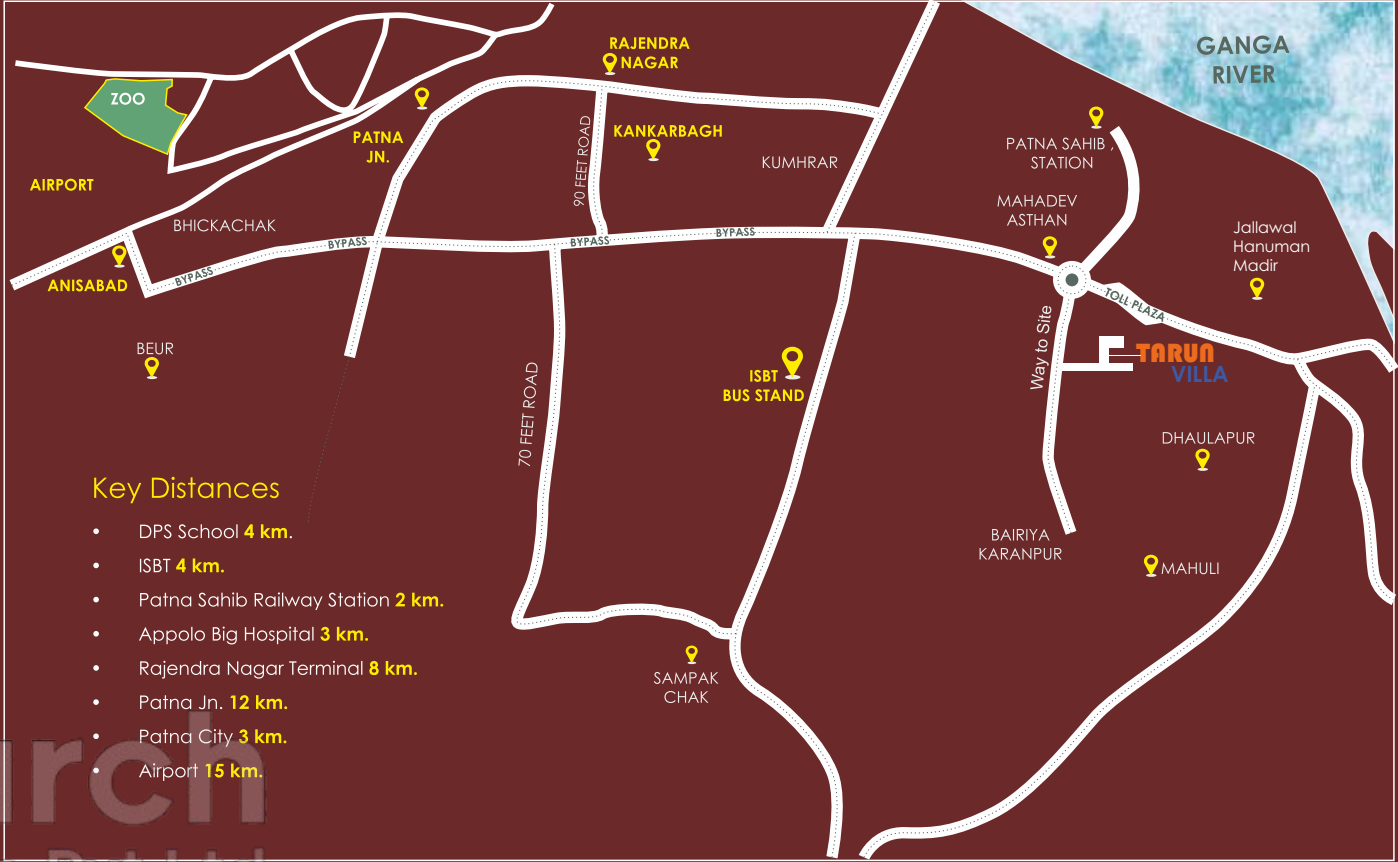 GANGA
RIVER
RAJENDRA
NAGAR
ZOO
PATNA
JN.
90 FEET ROAD
KANKARBAGH
KUMHRAR
PATNA SAHIB ,
STATION
AIRPORT
MAHADEV
ASTHAN
BHICKACHAK
Jallawal
Hanuman
Madir
BYPASS
BYPASS
BYPASS
BYPASS
ANISABAD
TOLL PLAZA
BEUR
Way to Site
TARUN
VILLA
ISBT
BUS STAND
70 FEET ROAD
DHAULAPUR
BAIRIYA
KARANPUR
MAHULI
SAMPAK
CHAK
Key Distances
• DPS School 4 km.
• ISBT 4 km.
• Patna Sahib Railway Station 2 km.
• Appolo Big Hospital 3 km.
• Rajendra Nagar Terminal 8 km.
• Patna Jn. 12 km.
• Patna City 3 km.
• Airport 15 km.